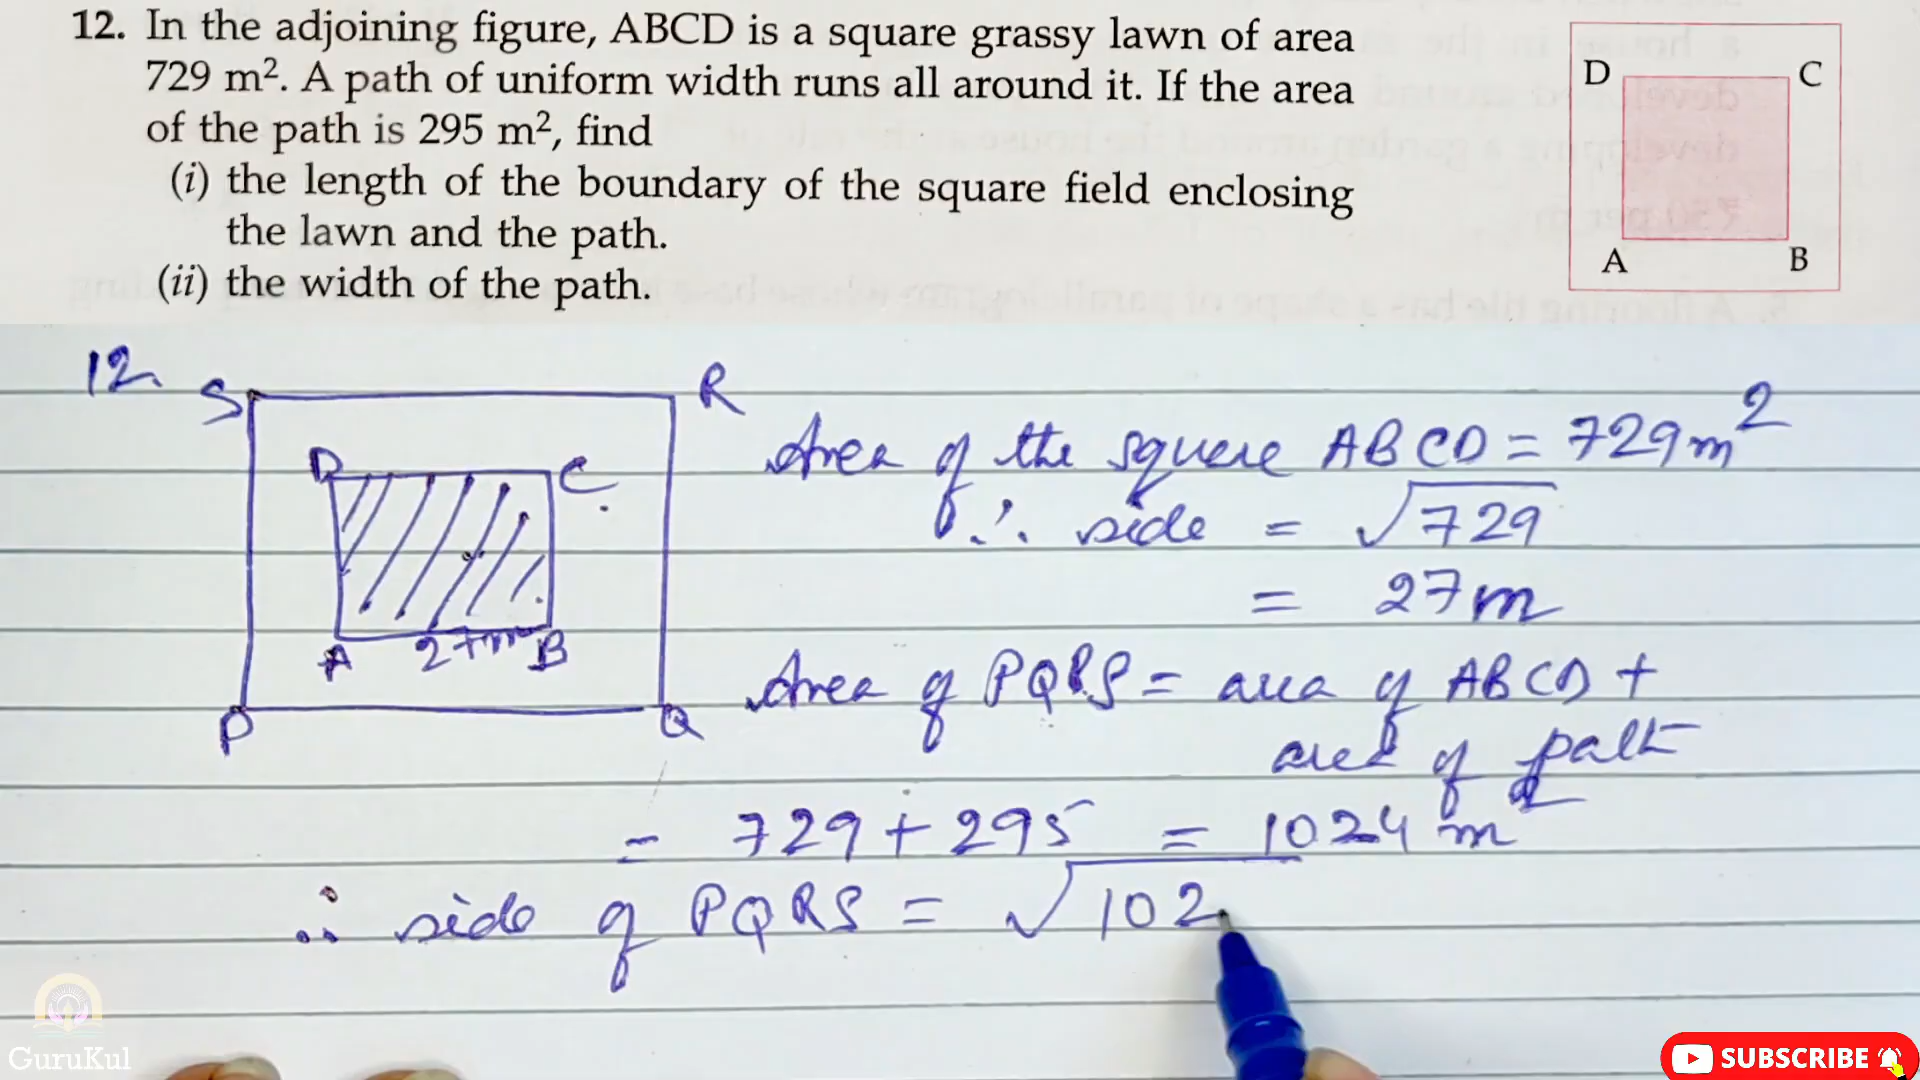 12. In the adjoining figure, ABCD is a square grassy lawn of area
729 m². A path of uniform width runs all around it. If the area
of the path is 295 m², find
(i) the length of the boundary of the square field enclosing
the lawn and the path.
(ii) the width of the path.
D C
A B
12.
S R
D C
A 27m B
P Q
Area of the square ABCD = 729m²
∴ side = √729
= 27m
Area of PQRS = area of ABCD +
area of path
= 729 + 295 = 1024 m²
∴ side of PQRS = √102
GuruKul
SUBSCRIBE